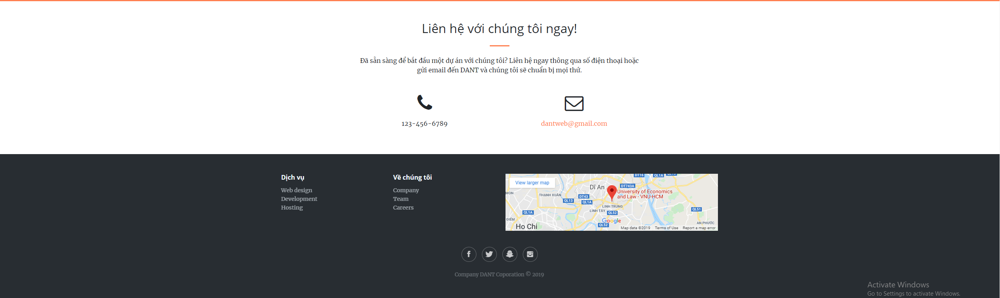 Liên hệ với chúng tôi ngay!
Đã sẵn sàng để bắt đầu một dự án với chúng tôi? Liên hệ ngay thông qua số điện thoại hoặc
gửi email đến DANT và chúng tôi sẽ chuẩn bị mọi thứ.
123-456-6789
dantweb@gmail.com
Dịch vụ
Web design
Development
Hosting
Về chúng tôi
Company
Team
Careers
View larger map
DT16
QL1A
QL13
DT743A
Dĩ An
University of Economics
and Law - VNU-HCM
MON
THẠNH XUÂN
DT43
QL13
QL1A
LINH TRUNG
LINH TÂY
QL52
QL51
QL1A
ĐIỂM
Google
QL52
AN PHƯỚC
Ho Chi
Map data ©2019
Terms of Use
Report a map error
Company DANT Coporation © 2019
Activate Windows
Go to Settings to activate Windows.